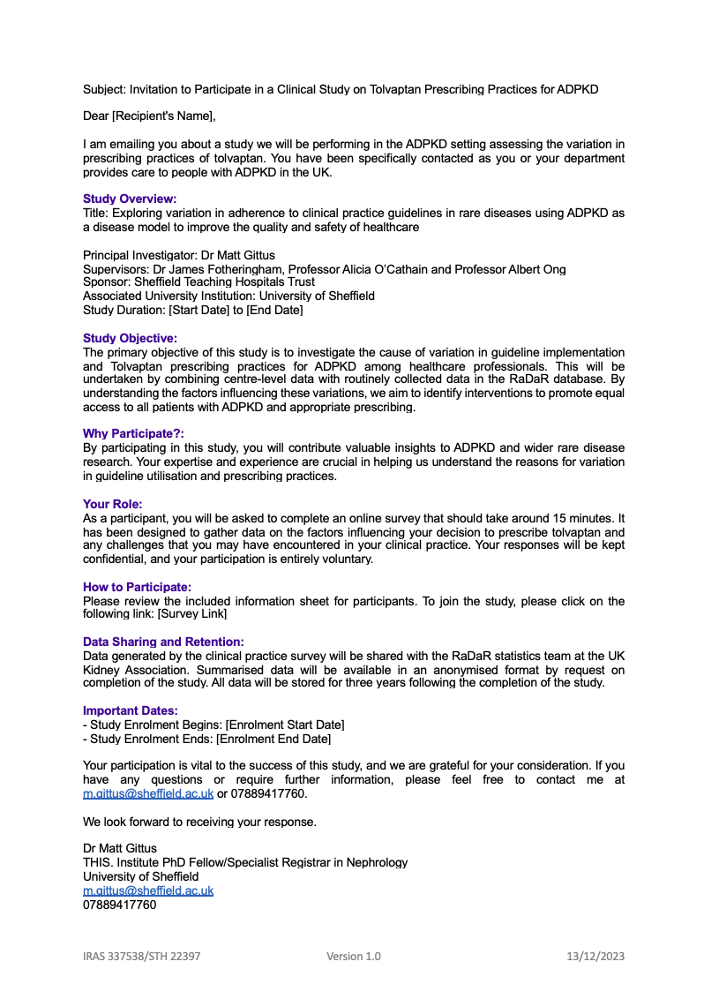 Subject: Invitation to Participate in a Clinical Study on Tolvaptan Prescribing Practices for ADPKD
Dear [Recipient's Name],
I am emailing you about a study we will be performing in the ADPKD setting assessing the variation in
prescribing practices of tolvaptan. You have been specifically contacted as you or your department
provides care to people with ADPKD in the UK.
Study Overview:
Title: Exploring variation in adherence to clinical practice guidelines in rare diseases using ADPKD as
a disease model to improve the quality and safety of healthcare
Principal Investigator: Dr Matt Gittus
Supervisors: Dr James Fotheringham, Professor Alicia O'Cathain and Professor Albert Ong
Sponsor: Sheffield Teaching Hospitals Trust
Associated University Institution: University of Sheffield
Study Duration: [Start Date] to [End Date]
Study Objective:
The primary objective of this study is to investigate the cause of variation in guideline implementation
and Tolvaptan prescribing practices for ADPKD among healthcare professionals. This will be
undertaken by combining centre-level data with routinely collected data in the RaDaR database. By
understanding the factors influencing these variations, we aim to identify interventions to promote equal
access to all patients with ADPKD and appropriate prescribing.
Why Participate?:
By participating in this study, you will contribute valuable insights to ADPKD and wider rare disease
research. Your expertise and experience are crucial in helping us understand the reasons for variation
in guideline utilisation and prescribing practices.
Your Role:
As a participant, you will be asked to complete an online survey that should take around 15 minutes. It
has been designed to gather data on the factors influencing your decision to prescribe tolvaptan and
any challenges that you may have encountered in your clinical practice. Your responses will be kept
confidential, and your participation is entirely voluntary.
How to Participate:
Please review the included information sheet for participants. To join the study, please click on the
following link: [Survey Link]
Data Sharing and Retention:
Data generated by the clinical practice survey will be shared with the RaDaR statistics team at the UK
Kidney Association. Summarised data will be available in an anonymised format by request on
completion of the study. All data will be stored for three years following the completion of the study.
Important Dates:
- Study Enrolment Begins: [Enrolment Start Date]
- Study Enrolment Ends: [Enrolment End Date]
Your participation is vital to the success of this study, and we are grateful for your consideration. If you
have any questions or require further information, please feel free to contact me at
m.gittus@sheffield.ac.uk or 07889417760.
We look forward to receiving your response.
Dr Matt Gittus
THIS. Institute PhD Fellow/Specialist Registrar in Nephrology
University of Sheffield
m.gittus@sheffield.ac.uk
07889417760
IRAS 337538/STH 22397 Version 1.0 13/12/2023